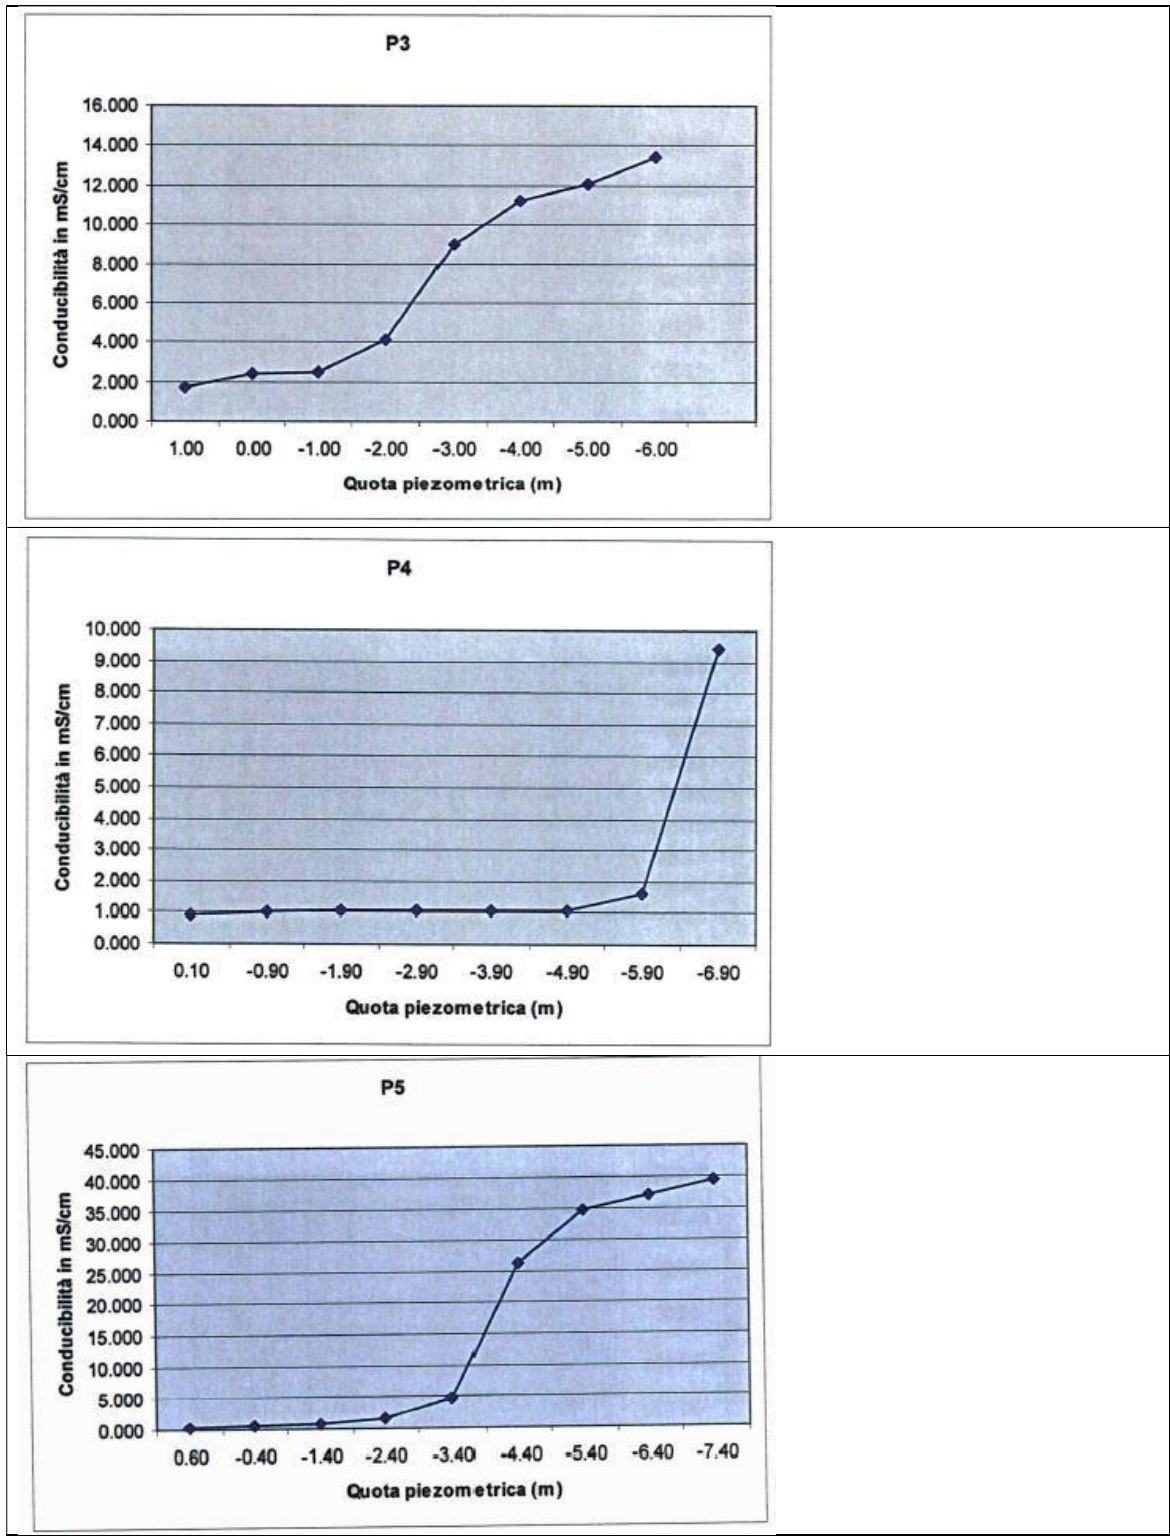 P3
Conducibilità in mS/cm
16.000
14.000
12.000
10.000
8.000
6.000
4.000
2.000
0.000
1.00 0.00 -1.00 -2.00 -3.00 -4.00 -5.00 -6.00
Quota piezometrica (m)
P4
Conducibilità in mS/cm
10.000
9.000
8.000
7.000
6.000
5.000
4.000
3.000
2.000
1.000
0.000
0.10 -0.90 -1.90 -2.90 -3.90 -4.90 -5.90 -6.90
Quota piezometrica (m)
P5
Conducibilità in mS/cm
45.000
40.000
35.000
30.000
25.000
20.000
15.000
10.000
5.000
0.000
0.60 -0.40 -1.40 -2.40 -3.40 -4.40 -5.40 -6.40 -7.40
Quota piezometrica (m)